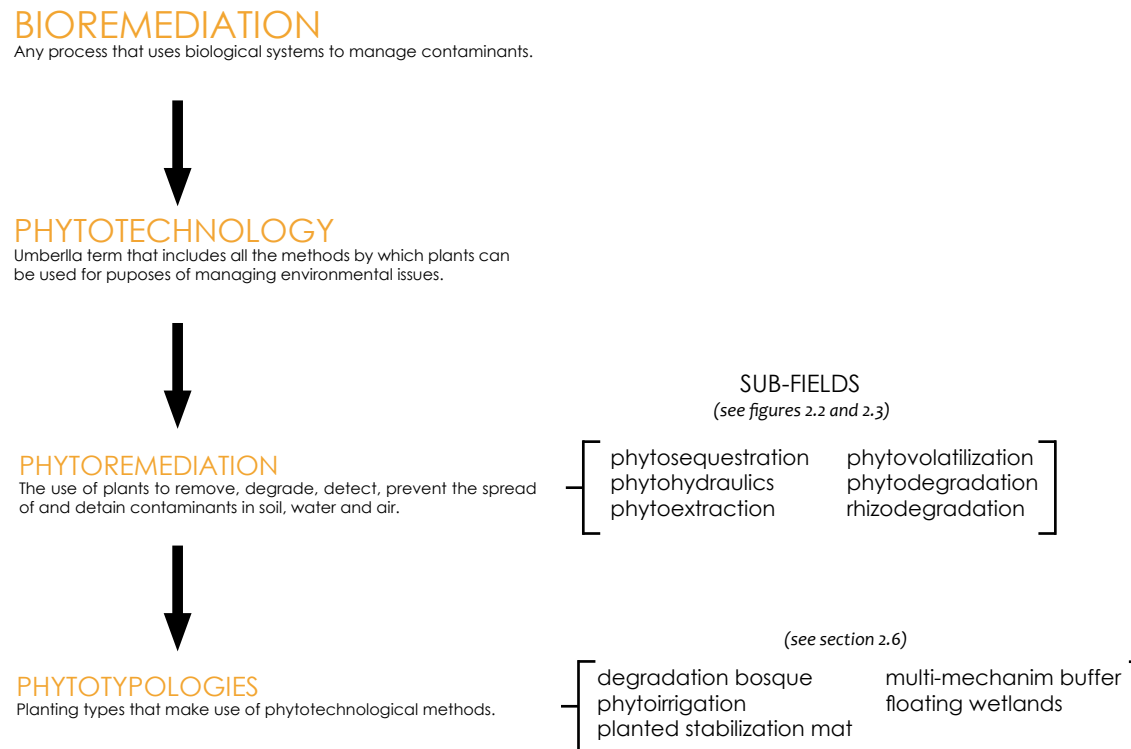 BIOREMEDIATION
Any process that uses biological systems to manage contaminants.
PHYTOTECHNOLOGY
Umberlla term that includes all the methods by which plants can
be used for puposes of managing environmental issues.
SUB-FIELDS
(see figures 2.2 and 2.3)
PHYTOREMEDIATION
The use of plants to remove, degrade, detect, prevent the spread
of and detain contaminants in soil, water and air.
phytosequestration
phytohydraulics
phytoextraction
phytovolatilization
phytodegradation
rhizodegradation
(see section 2.6)
PHYTOTYPOLOGIES
Planting types that make use of phytotechnological methods.
degradation bosque
phytoirrigation
planted stabilization mat
multi-mechanim buffer
floating wetlands